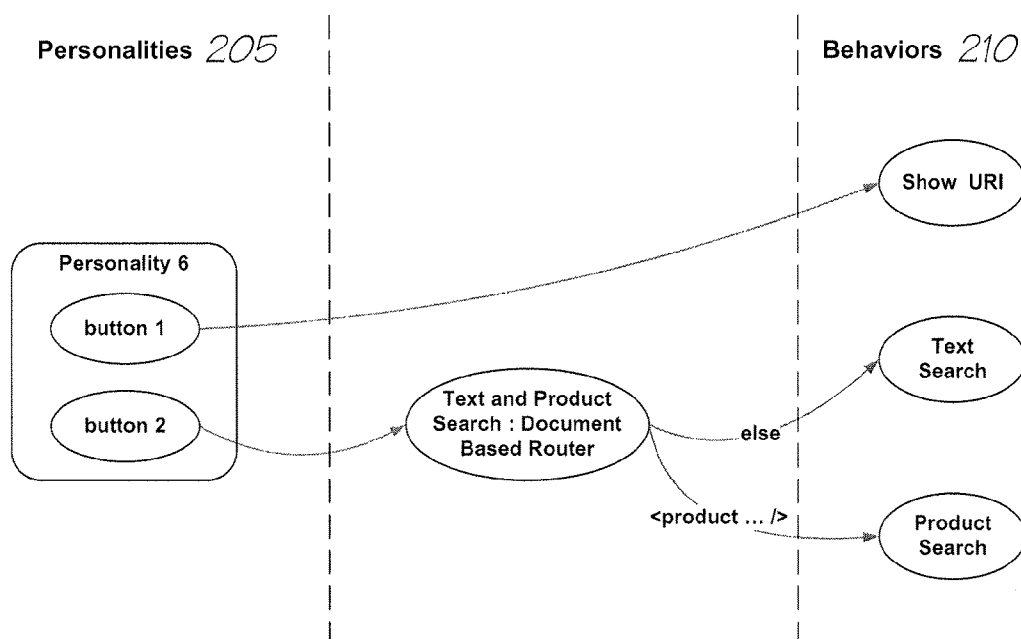 Personalities 205
Behaviors 210
Show URI
Personality 6
button 1
button 2
Text and Product
Search : Document
Based Router
else
<product ... />
Text
Search
Product
Search